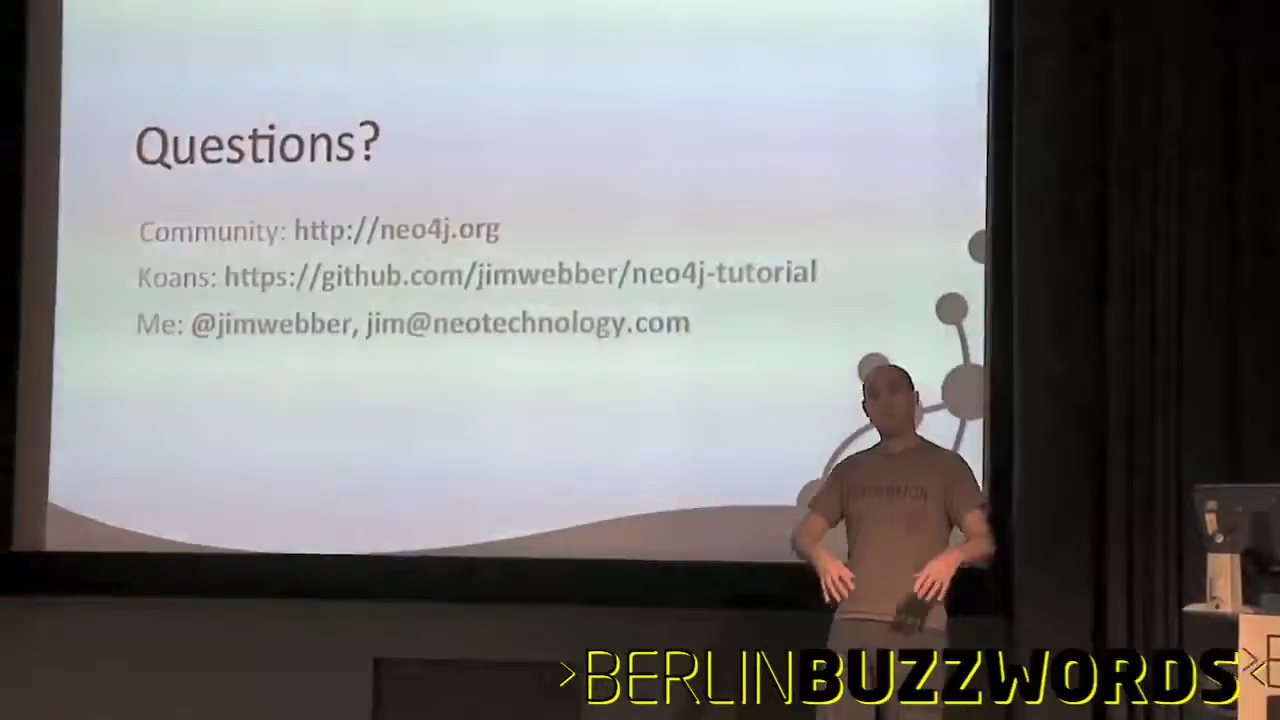 Questions?
Community: http://neo4j.org
Koans: https://github.com/jimwebber/neo4j-tutorial
Me: @jimwebber, jim@neotechnology.com
>BERLINBUZZWORDS<